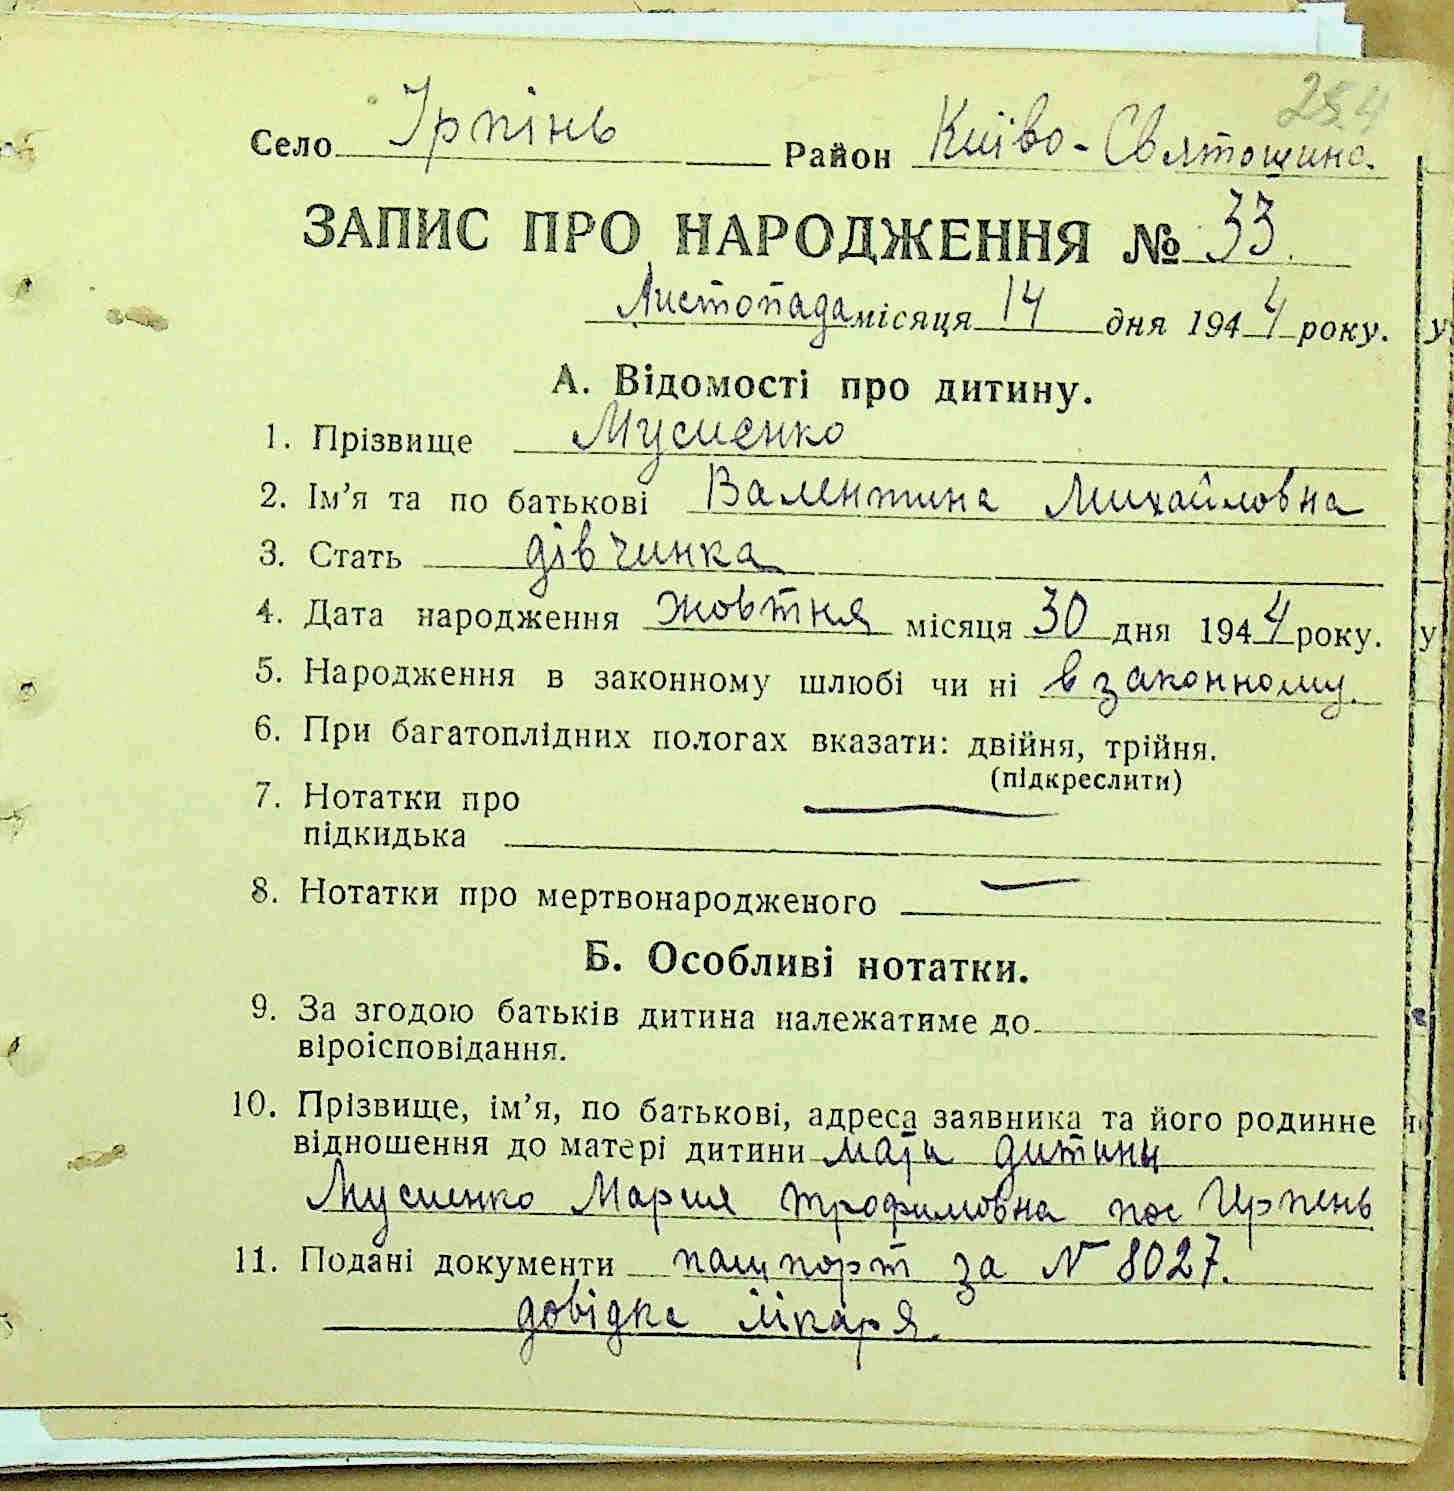 254
Село Ірпінь Район Київо-Святошинс.
ЗАПИС ПРО НАРОДЖЕННЯ № 33.
Листопада місяця 14 дня 1944 року.
А. Відомості про дитину.
1. Прізвище Мусиенко
2. Ім’я та по батькові Валентина Михайловна
3. Стать дівчинка
4. Дата народження жовтня місяця 30 дня 1944 року.
5. Народження в законному шлюбі чи ні в законному.
6. При багатоплідних пологах вказати: двійня, трійня.
(підкреслити)
7. Нотатки про
підкидька
8. Нотатки про мертвонародженого
Б. Особливі нотатки.
9. За згодою батьків дитина належатиме до
віроісповідання.
10. Прізвище, ім’я, по батькові, адреса заявника та його родинне
відношення до матері дитини мати дитини
Мусиенко Мария Трофимовна пос Ирпень
11. Подані документи пашпорт за № 8027.
довідка лікаря.